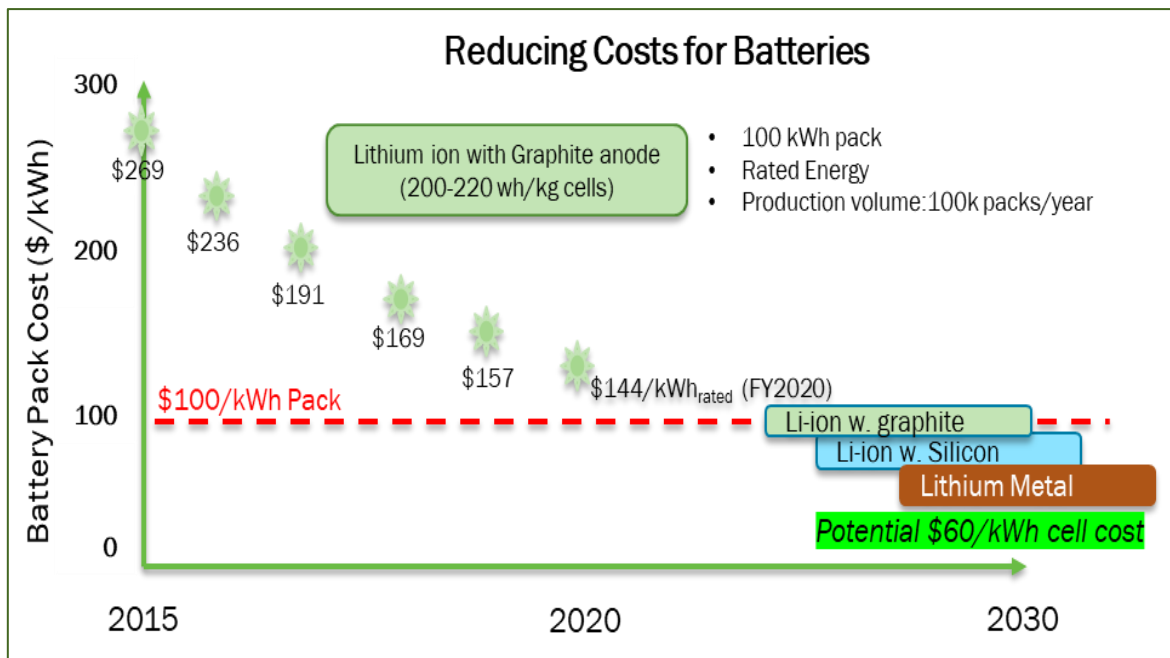 Reducing Costs for Batteries
Battery Pack Cost ($/kWh)
300
200
100
0
Lithium ion with Graphite anode
(200-220 wh/kg cells)
• 100 kWh pack
• Rated Energy
• Production volume:100k packs/year
$269
$236
$191
$169
$157
$144/kWhrated (FY2020)
$100/kWh Pack
Li-ion w. graphite
Li-ion w. Silicon
Lithium Metal
Potential $60/kWh cell cost
2015
2020
2030